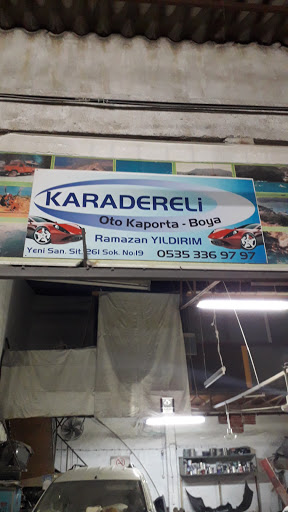 KARADERELİ
Oto Kaporta - Boya
Ramazan YILDIRIM
Yeni San. Sit. 261 Sok. No:19 0535 336 97 97